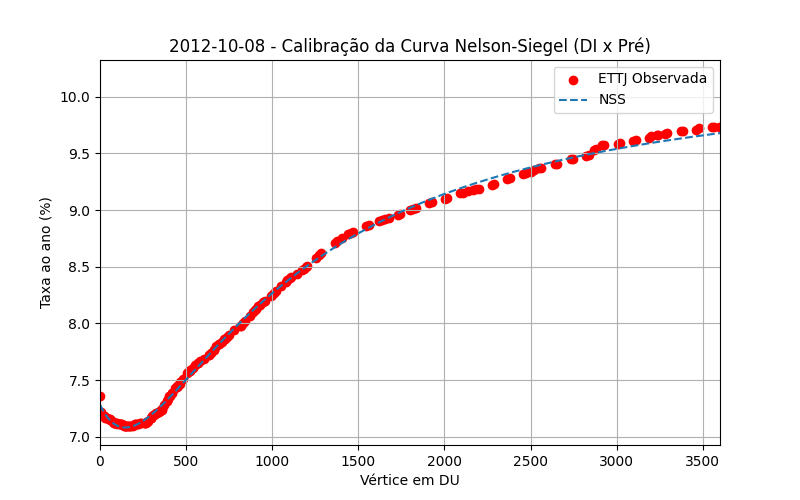 2012-10-08 - Calibração da Curva Nelson-Siegel (DI x Pré)
ETTJ Observada
NSS
Taxa ao ano (%)
10.0
9.5
9.0
8.5
8.0
7.5
7.0
0 500 1000 1500 2000 2500 3000 3500
Vértice em DU